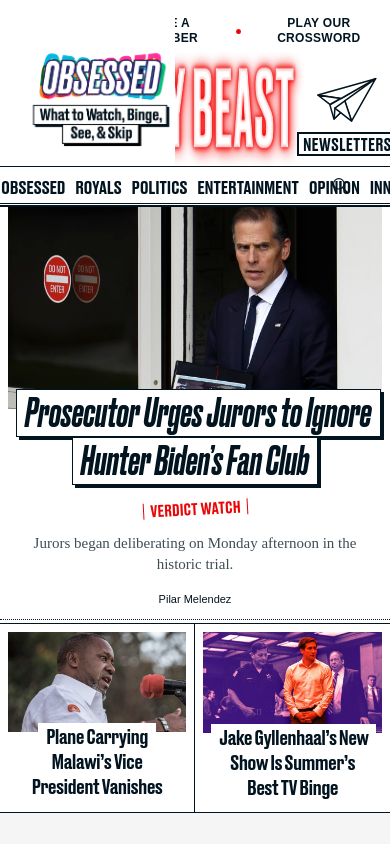 E A
BER
PLAY OUR
CROSSWORD
OBSESSED
What to Watch, Binge,
See, & Skip
Y BEAST
NEWSLETTERS
OBSESSED ROYALS POLITICS ENTERTAINMENT OPINION INN
DO NOT
ENTER
DO NOT
ENTER
Prosecutor Urges Jurors to Ignore
Hunter Biden’s Fan Club
VERDICT WATCH
Jurors began deliberating on Monday afternoon in the
historic trial.
Pilar Melendez
Plane Carrying
Malawi’s Vice
President Vanishes
Jake Gyllenhaal’s New
Show Is Summer’s
Best TV Binge